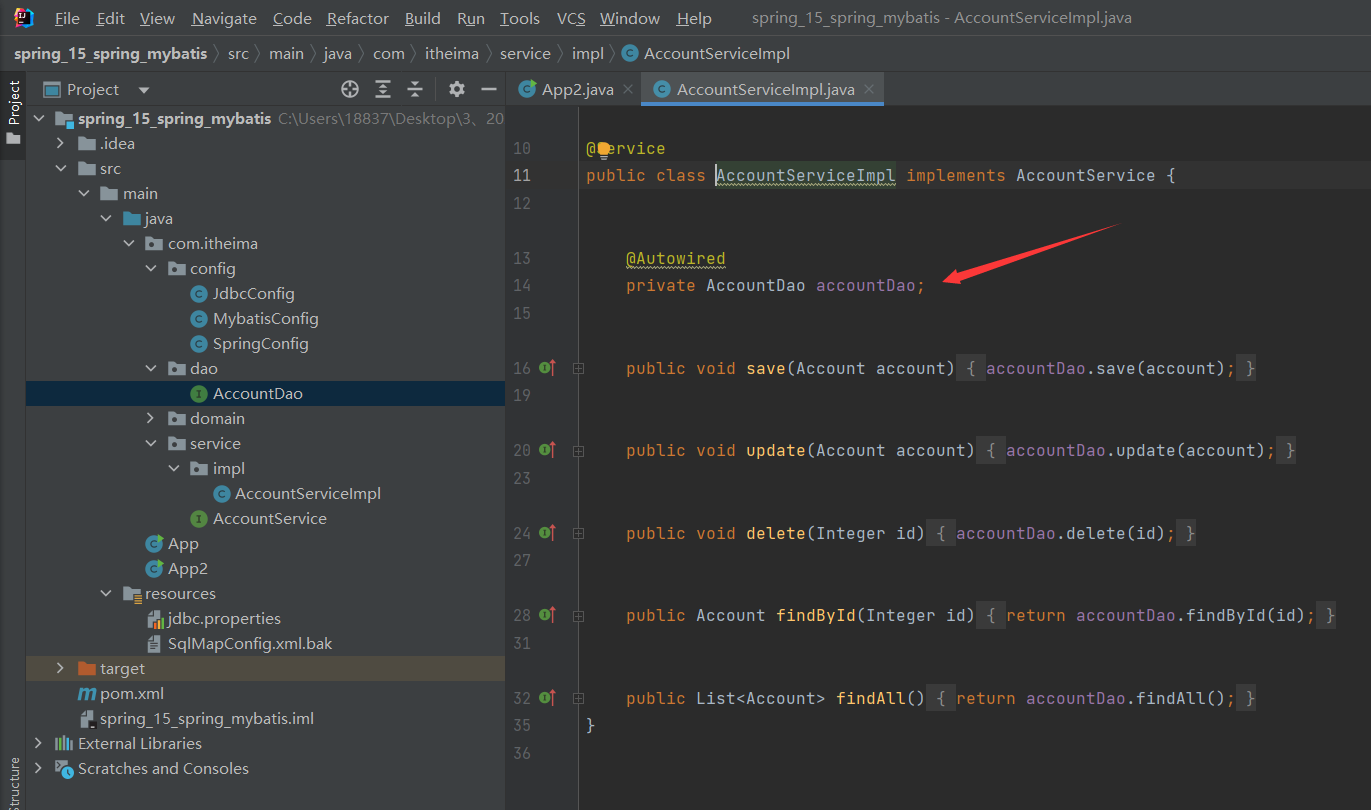 File Edit View Navigate Code Refactor Build Run Tools VCS Window Help spring_15_spring_mybatis - AccountServiceImpl.java
spring_15_spring_mybatis src main java com itheima service impl AccountServiceImpl
Project
Project
App2.java
AccountServiceImpl.java
spring_15_spring_mybatis C:\Users\18837\Desktop\3、20
.idea
src
main
java
com.itheima
config
JdbcConfig
MybatisConfig
SpringConfig
dao
AccountDao
domain
service
impl
AccountServiceImpl
AccountService
App
App2
resources
jdbc.properties
SqlMapConfig.xml.bak
target
pom.xml
spring_15_spring_mybatis.iml
External Libraries
Scratches and Consoles
Structure
10 @Service
11 public class AccountServiceImpl implements AccountService {
12
13 @Autowired
14 private AccountDao accountDao;
15
16 public void save(Account account) { accountDao.save(account); }
19
20 public void update(Account account) { accountDao.update(account); }
23
24 public void delete(Integer id) { accountDao.delete(id); }
27
28 public Account findById(Integer id) { return accountDao.findById(id); }
31
32 public List<Account> findAll() { return accountDao.findAll(); }
35 }
36